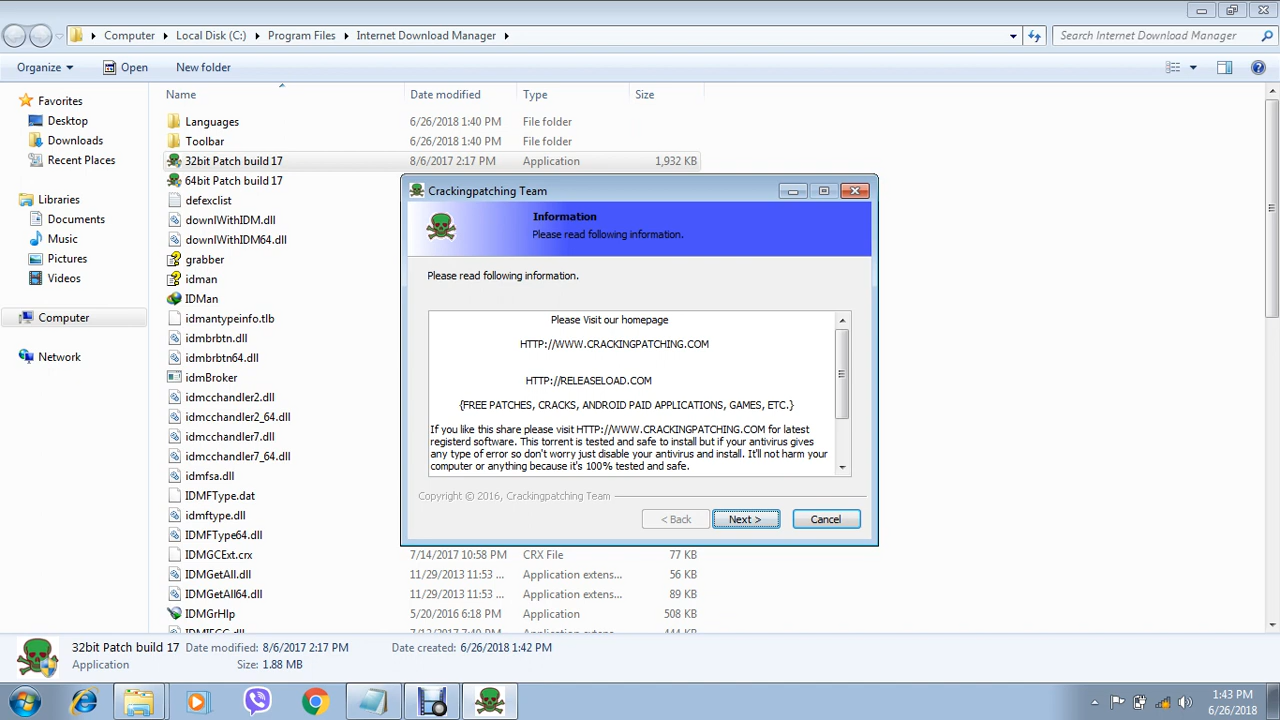 Computer Local Disk (C:) Program Files Internet Download Manager
Search Internet Download Manager
Organize Open New folder
Name Date modified Type Size
Favorites
Desktop
Downloads
Recent Places
Libraries
Documents
Music
Pictures
Videos
Computer
Network
Languages 6/26/2018 1:40 PM File folder
Toolbar 6/26/2018 1:40 PM File folder
32bit Patch build 17 8/6/2017 2:17 PM Application 1,932 KB
64bit Patch build 17
defexclist
downlWithIDM.dll
downlWithIDM64.dll
grabber
idman
IDMan
idmantypeinfo.tlb
idmbrbtn.dll
idmbrbtn64.dll
idmBroker
idmcchandler2.dll
idmcchandler2_64.dll
idmcchandler7.dll
idmcchandler7_64.dll
idmfsa.dll
IDMFType.dat
idmftype.dll
IDMFType64.dll
IDMGCExt.crx 7/14/2017 10:58 PM CRX File 77 KB
IDMGetAll.dll 11/29/2013 11:53 ... Application extens... 56 KB
IDMGetAll64.dll 11/29/2013 11:53 ... Application extens... 89 KB
IDMGrHlp 5/20/2016 6:18 PM Application 508 KB
Crackingpatching Team
Information
Please read following information.
Please read following information.
Please Visit our homepage
HTTP://WWW.CRACKINGPATCHING.COM
HTTP://RELEASELOAD.COM
{FREE PATCHES, CRACKS, ANDROID PAID APPLICATIONS, GAMES, ETC.}
If you like this share please visit HTTP://WWW.CRACKINGPATCHING.COM for latest
registerd software. This torrent is tested and safe to install but if your antivirus gives
any type of error so don't worry just disable your antivirus and install. It'll not harm your
computer or anything because it's 100% tested and safe.
Copyright © 2016, Crackingpatching Team
< Back Next > Cancel
32bit Patch build 17 Date modified: 8/6/2017 2:17 PM Date created: 6/26/2018 1:42 PM
Application Size: 1.88 MB
1:43 PM
6/26/2018